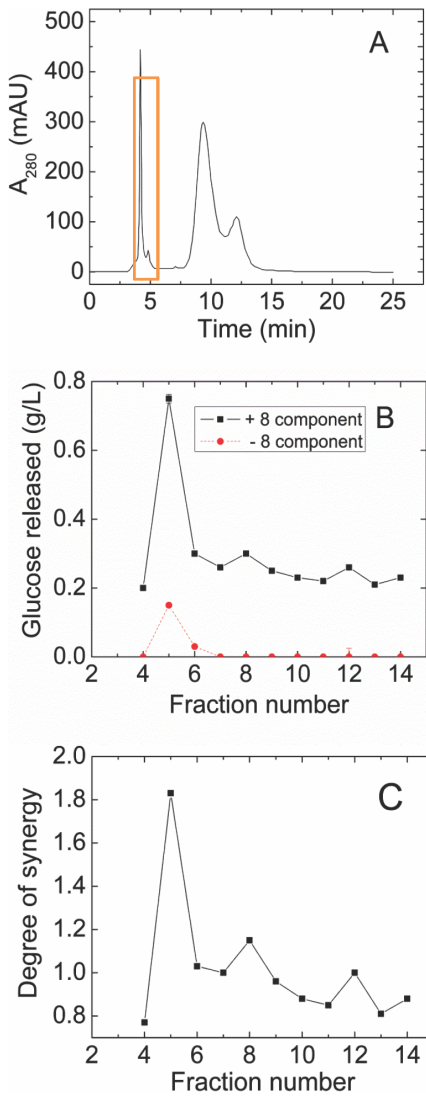 500
400
300
200
100
0
A₂₈₀ (mAU)
A
0 5 10 15 20 25
Time (min)
0.8
0.6
0.4
0.2
0.0
Glucose released (g/L)
B
+ 8 component
- 8 component
2 4 6 8 10 12 14
Fraction number
2.0
1.8
1.6
1.4
1.2
1.0
0.8
Degree of synergy
C
2 4 6 8 10 12 14
Fraction number